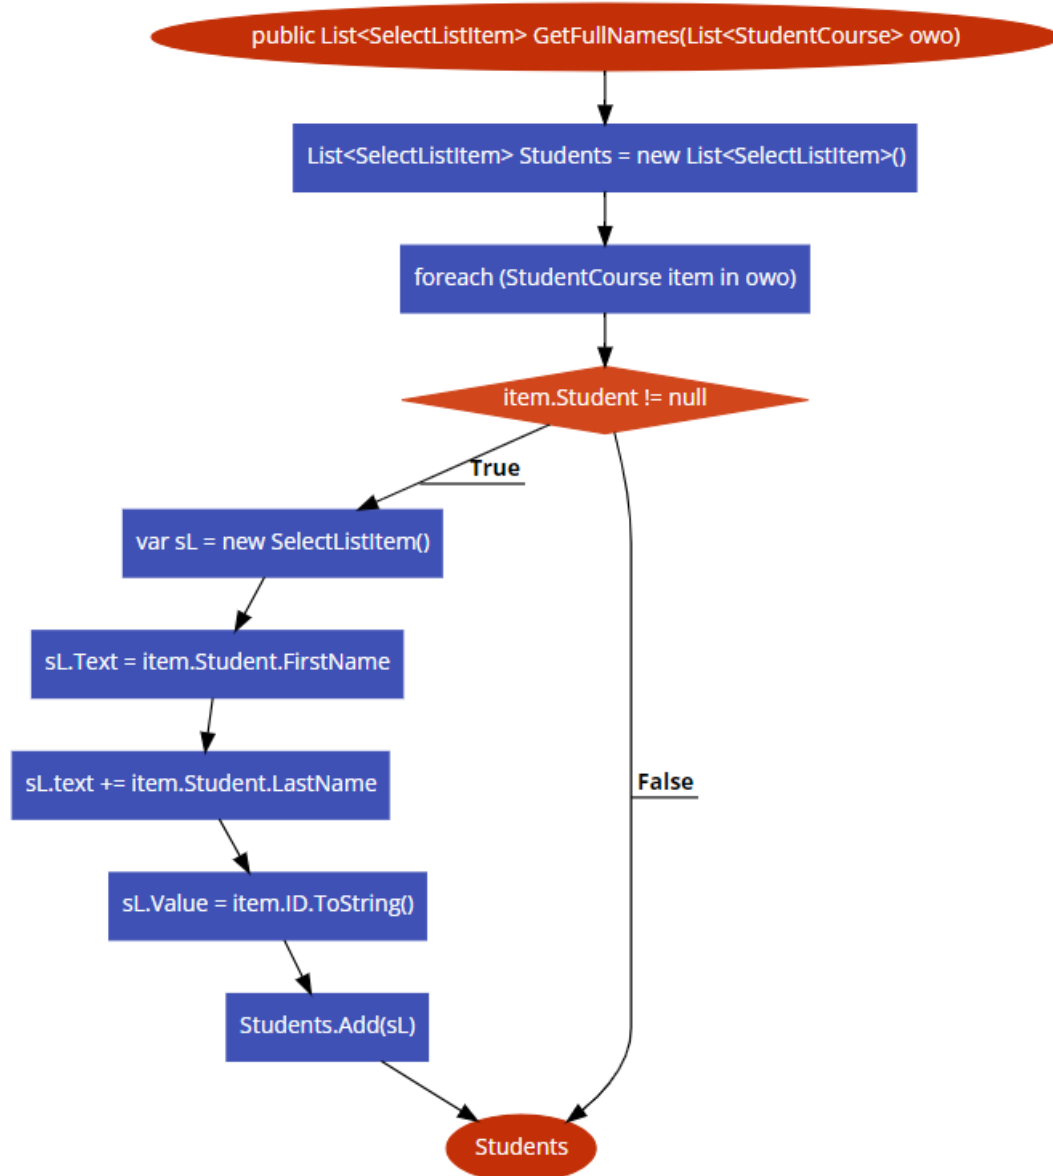 public List<SelectListItem> GetFullNames(List<StudentCourse> owo)
List<SelectListItem> Students = new List<SelectListItem>()
foreach (StudentCourse item in owo)
item.Student != null
True
var sL = new SelectListItem()
sL.Text = item.Student.FirstName
sL.text += item.Student.LastName
False
sL.Value = item.ID.ToString()
Students.Add(sL)
Students